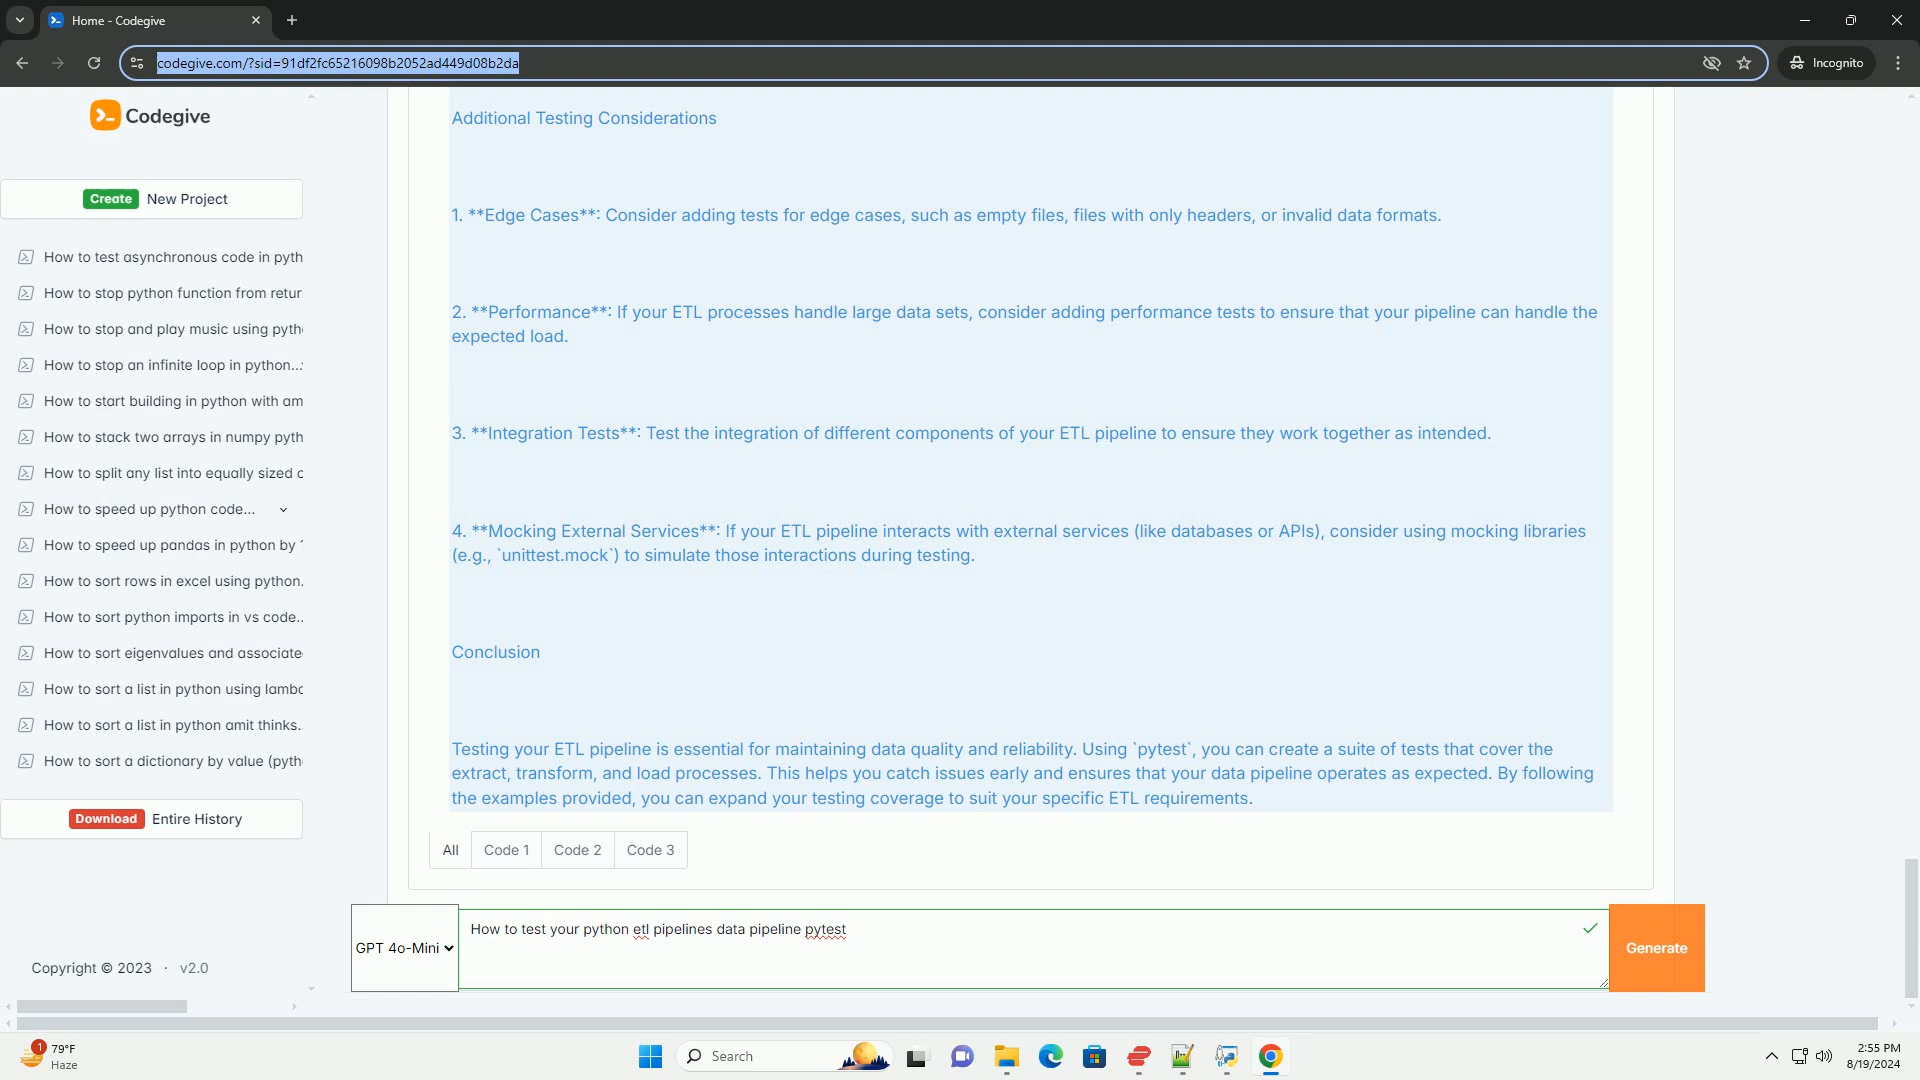 Home - Codegive
codegive.com/?sid=91df2fc65216098b2052ad449d08b2da
Incognito
Codegive
Create New Project
How to test asynchronous code in pyth
How to stop python function from retur
How to stop and play music using pyth
How to stop an infinite loop in python...
How to start building in python with am
How to stack two arrays in numpy pyth
How to split any list into equally sized c
How to speed up python code...
How to speed up pandas in python by 1
How to sort rows in excel using python.
How to sort python imports in vs code..
How to sort eigenvalues and associate
How to sort a list in python using lambd
How to sort a list in python amit thinks.
How to sort a dictionary by value (pyth
Download Entire History
Copyright © 2023 · v2.0
Additional Testing Considerations
1. **Edge Cases**: Consider adding tests for edge cases, such as empty files, files with only headers, or invalid data formats.
2. **Performance**: If your ETL processes handle large data sets, consider adding performance tests to ensure that your pipeline can handle the
expected load.
3. **Integration Tests**: Test the integration of different components of your ETL pipeline to ensure they work together as intended.
4. **Mocking External Services**: If your ETL pipeline interacts with external services (like databases or APIs), consider using mocking libraries
(e.g., `unittest.mock`) to simulate those interactions during testing.
Conclusion
Testing your ETL pipeline is essential for maintaining data quality and reliability. Using `pytest`, you can create a suite of tests that cover the
extract, transform, and load processes. This helps you catch issues early and ensures that your data pipeline operates as expected. By following
the examples provided, you can expand your testing coverage to suit your specific ETL requirements.
All Code 1 Code 2 Code 3
GPT 4o-Mini
How to test your python etl pipelines data pipeline pytest
Generate
1
79°F
Haze
Search
2:55 PM
8/19/2024